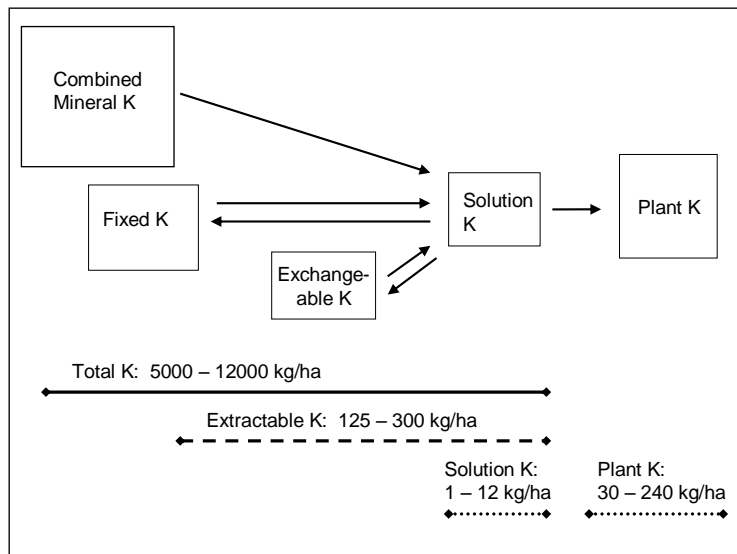 Combined
Mineral K
Fixed K
Solution
K
Plant K
Exchange-
able K
Total K: 5000 – 12000 kg/ha
Extractable K: 125 – 300 kg/ha
Solution K:
1 – 12 kg/ha
Plant K:
30 – 240 kg/ha